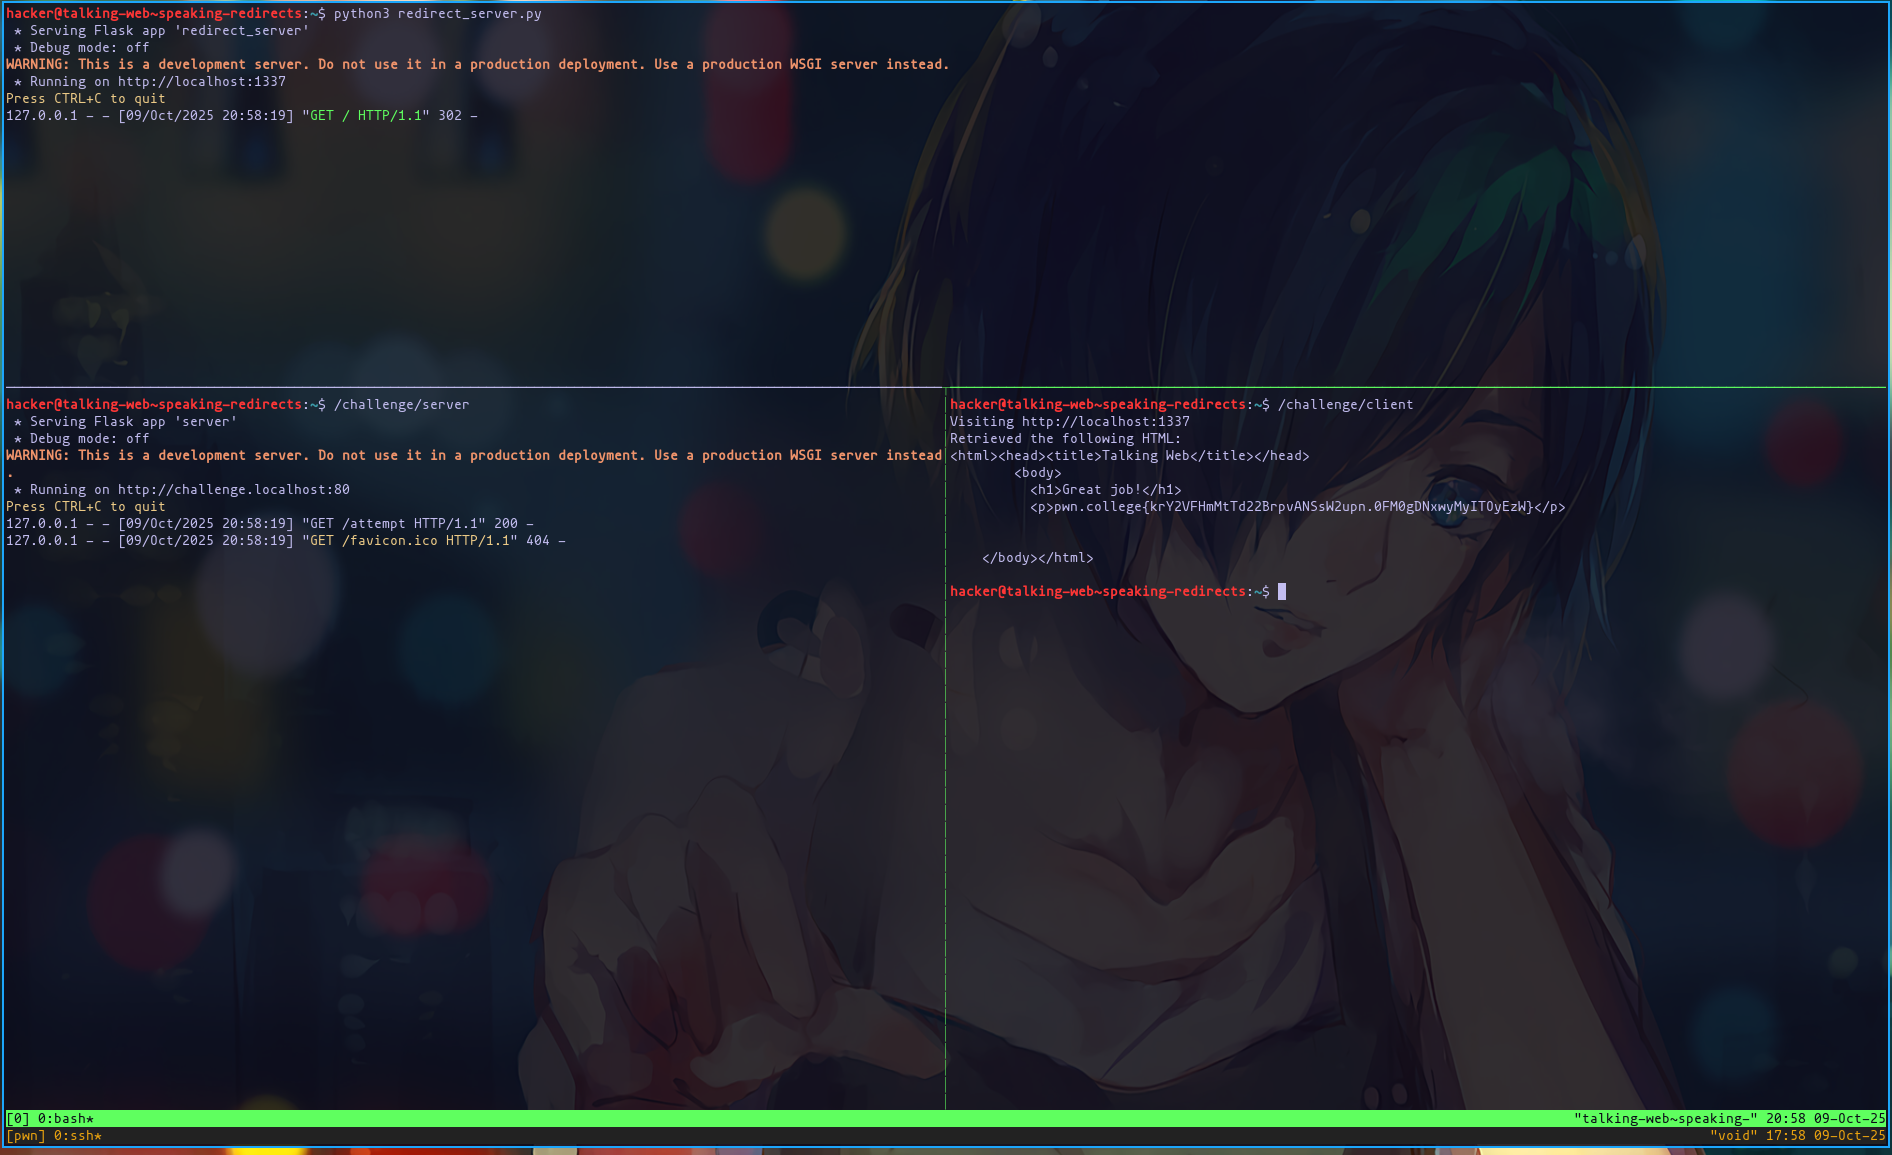 hacker@talking-web~speaking-redirects:~$ python3 redirect_server.py
 * Serving Flask app 'redirect_server'
 * Debug mode: off
WARNING: This is a development server. Do not use it in a production deployment. Use a production WSGI server instead.
 * Running on http://localhost:1337
Press CTRL+C to quit
127.0.0.1 - - [09/Oct/2025 20:58:19] "GET / HTTP/1.1" 302 -
hacker@talking-web~speaking-redirects:~$ /challenge/server
 * Serving Flask app 'server'
 * Debug mode: off
WARNING: This is a development server. Do not use it in a production deployment. Use a production WSGI server instead
.
 * Running on http://challenge.localhost:80
Press CTRL+C to quit
127.0.0.1 - - [09/Oct/2025 20:58:19] "GET /attempt HTTP/1.1" 200 -
127.0.0.1 - - [09/Oct/2025 20:58:19] "GET /favicon.ico HTTP/1.1" 404 -
hacker@talking-web~speaking-redirects:~$ /challenge/client
Visiting http://localhost:1337
Retrieved the following HTML:
<html><head><title>Talking Web</title></head>
        <body>
          <h1>Great job!</h1>
          <p>pwn.college{krY2VFHmMtTd22BrpvANSsW2upn.0FM0gDNxwyMyITOyEzW}</p>
    </body></html>
hacker@talking-web~speaking-redirects:~$
[0] 0:bash* "talking-web~speaking-" 20:58 09-Oct-25
[pwn] 0:ssh* "void" 17:58 09-Oct-25